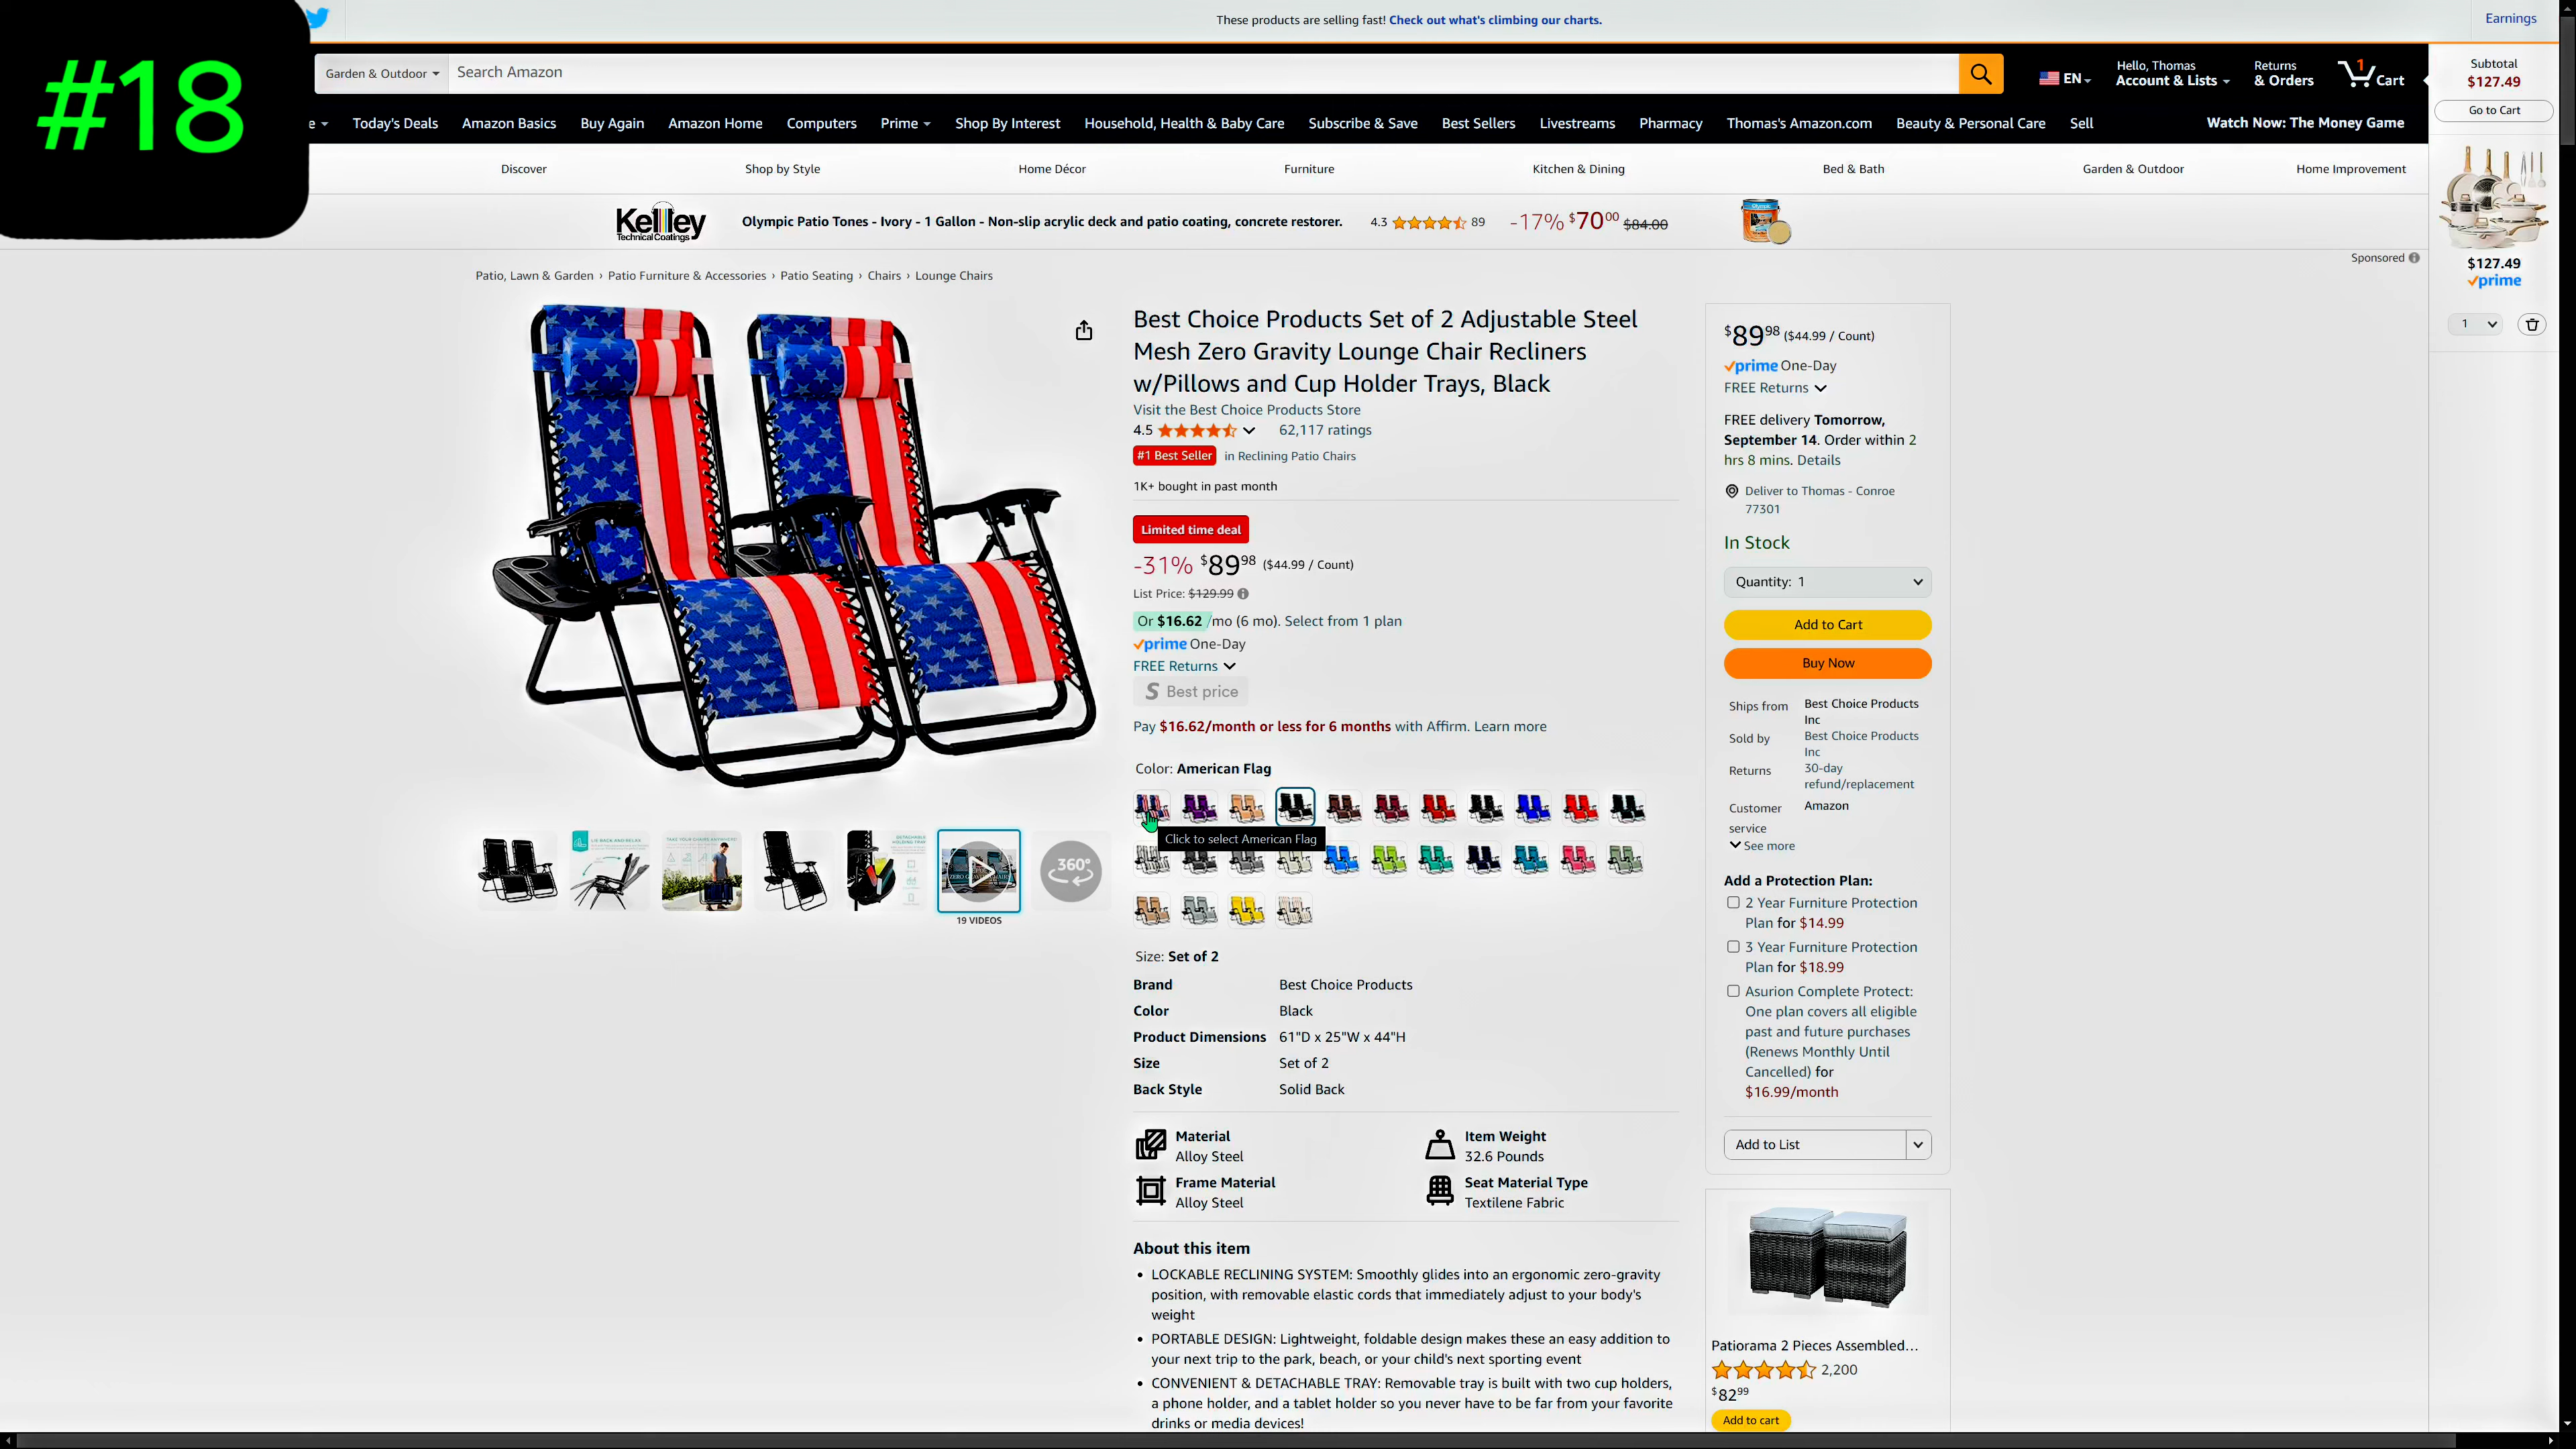 #18
These products are selling fast! Check out what's climbing our charts.
Earnings
Garden & Outdoor
Search Amazon
EN
Hello, Thomas
Account & Lists
Returns
& Orders
1
Cart
Subtotal
$127.49
Go to Cart
e
Today's Deals
Amazon Basics
Buy Again
Amazon Home
Computers
Prime
Shop By Interest
Household, Health & Baby Care
Subscribe & Save
Best Sellers
Livestreams
Pharmacy
Thomas's Amazon.com
Beauty & Personal Care
Sell
Watch Now: The Money Game
Discover
Shop by Style
Home Décor
Furniture
Kitchen & Dining
Bed & Bath
Garden & Outdoor
Home Improvement
Kellley
Technical Coatings
Olympic Patio Tones - Ivory - 1 Gallon - Non-slip acrylic deck and patio coating, concrete restorer.
4.3
89
-17% $70 00 $84.00
Sponsored
$127.49
prime
1
Patio, Lawn & Garden › Patio Furniture & Accessories › Patio Seating › Chairs › Lounge Chairs
Best Choice Products Set of 2 Adjustable Steel
Mesh Zero Gravity Lounge Chair Recliners
w/Pillows and Cup Holder Trays, Black
Visit the Best Choice Products Store
4.5
62,117 ratings
#1 Best Seller
in Reclining Patio Chairs
1K+ bought in past month
Limited time deal
-31% $89 98 ($44.99 / Count)
List Price: $129.99
Or $16.62 /mo (6 mo). Select from 1 plan
prime One-Day
FREE Returns
S Best price
Pay $16.62/month or less for 6 months with Affirm. Learn more
Color: American Flag
Click to select American Flag
LIE BACK AND RELAX
TAKE YOUR CHAIR ANYWHERE!
360°
19 VIDEOS
Size: Set of 2
Brand Best Choice Products
Color Black
Product Dimensions 61"D x 25"W x 44"H
Size Set of 2
Back Style Solid Back
Material
Alloy Steel
Item Weight
32.6 Pounds
Frame Material
Alloy Steel
Seat Material Type
Textilene Fabric
About this item
• LOCKABLE RECLINING SYSTEM: Smoothly glides into an ergonomic zero-gravity
position, with removable elastic cords that immediately adjust to your body's
weight
• PORTABLE DESIGN: Lightweight, foldable design makes these an easy addition to
your next trip to the park, beach, or your child's next sporting event
• CONVENIENT & DETACHABLE TRAY: Removable tray is built with two cup holders,
a phone holder, and a tablet holder so you never have to be far from your favorite
drinks or media devices!
$89 98 ($44.99 / Count)
prime One-Day
FREE Returns
FREE delivery Tomorrow,
September 14. Order within 2
hrs 8 mins. Details
Deliver to Thomas - Conroe
77301
In Stock
Quantity: 1
Add to Cart
Buy Now
Ships from
Best Choice Products
Inc
Sold by
Best Choice Products
Inc
Returns
30-day
refund/replacement
Customer
service
Amazon
See more
Add a Protection Plan:
2 Year Furniture Protection
Plan for $14.99
3 Year Furniture Protection
Plan for $18.99
Asurion Complete Protect:
One plan covers all eligible
past and future purchases
(Renews Monthly Until
Cancelled) for
$16.99/month
Add to List
Patiorama 2 Pieces Assembled...
2,200
$82 99
Add to cart